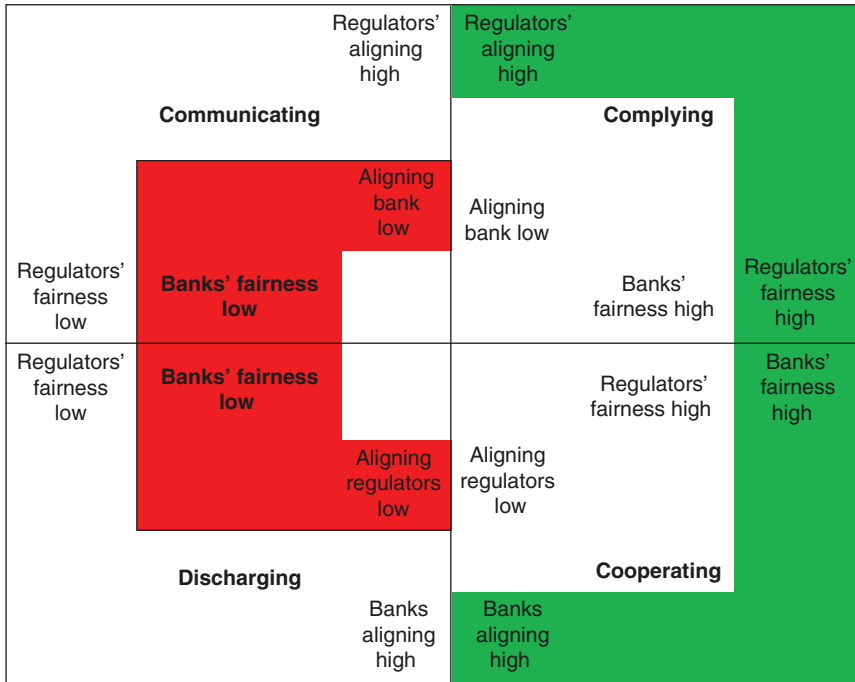 Regulators'
aligning
high
Regulators'
aligning
high
Communicating
Complying
Aligning
bank
low
Aligning
bank low
Regulators'
fairness
low
Banks' fairness
low
Banks'
fairness high
Regulators'
fairness
high
Regulators'
fairness
low
Banks' fairness
low
Regulators'
fairness high
Banks'
fairness
high
Aligning
regulators
low
Aligning
regulators
low
Discharging
Cooperating
Banks
aligning
high
Banks
aligning
high